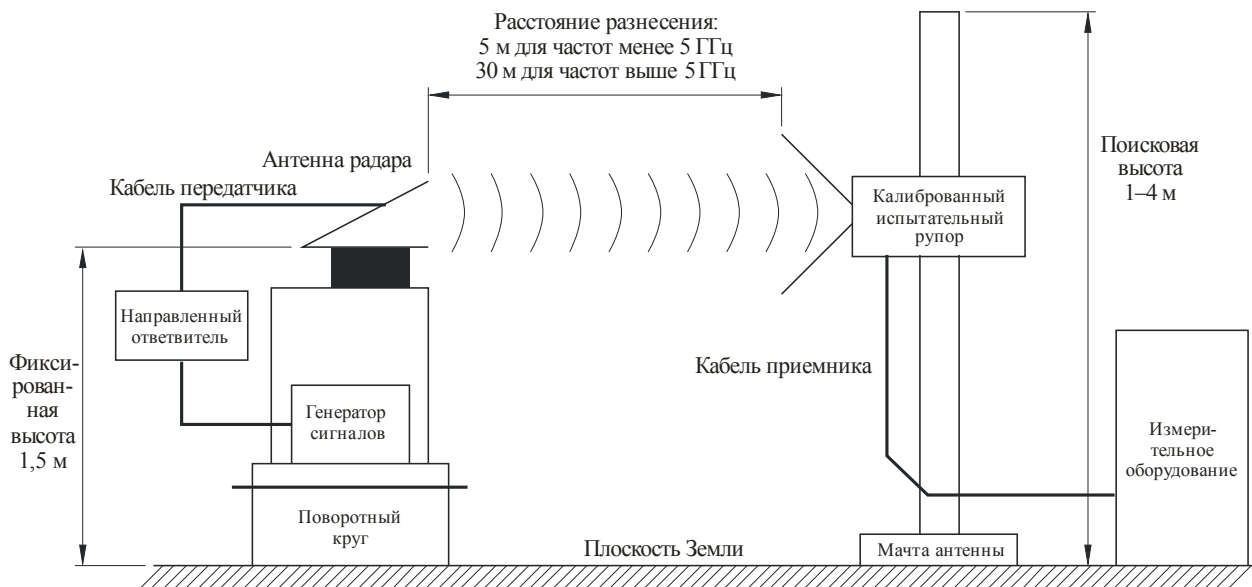 Расстояние разнесения:
5 м для частот менее 5 ГГц
30 м для частот выше 5 ГГц
Антенна радара
Кабель передатчика
Поисковая
высота
1–4 м
Калиброванный
испытательный
рупор
Направленный
ответвитель
Фикси-
рован-
ная
высота
1,5 м
Кабель приемника
Генератор
сигналов
Измери-
тельное
оборудование
Поворотный
круг
Плоскость Земли
Мачта антенны